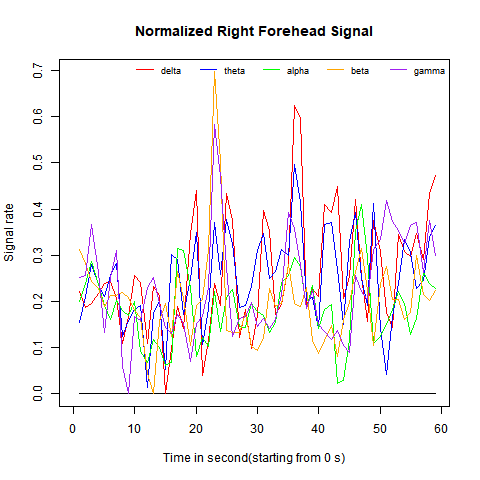 Normalized Right Forehead Signal
delta theta alpha beta gamma
Signal rate
0.7
0.6
0.5
0.4
0.3
0.2
0.1
0.0
0 10 20 30 40 50 60
Time in second(starting from 0 s)